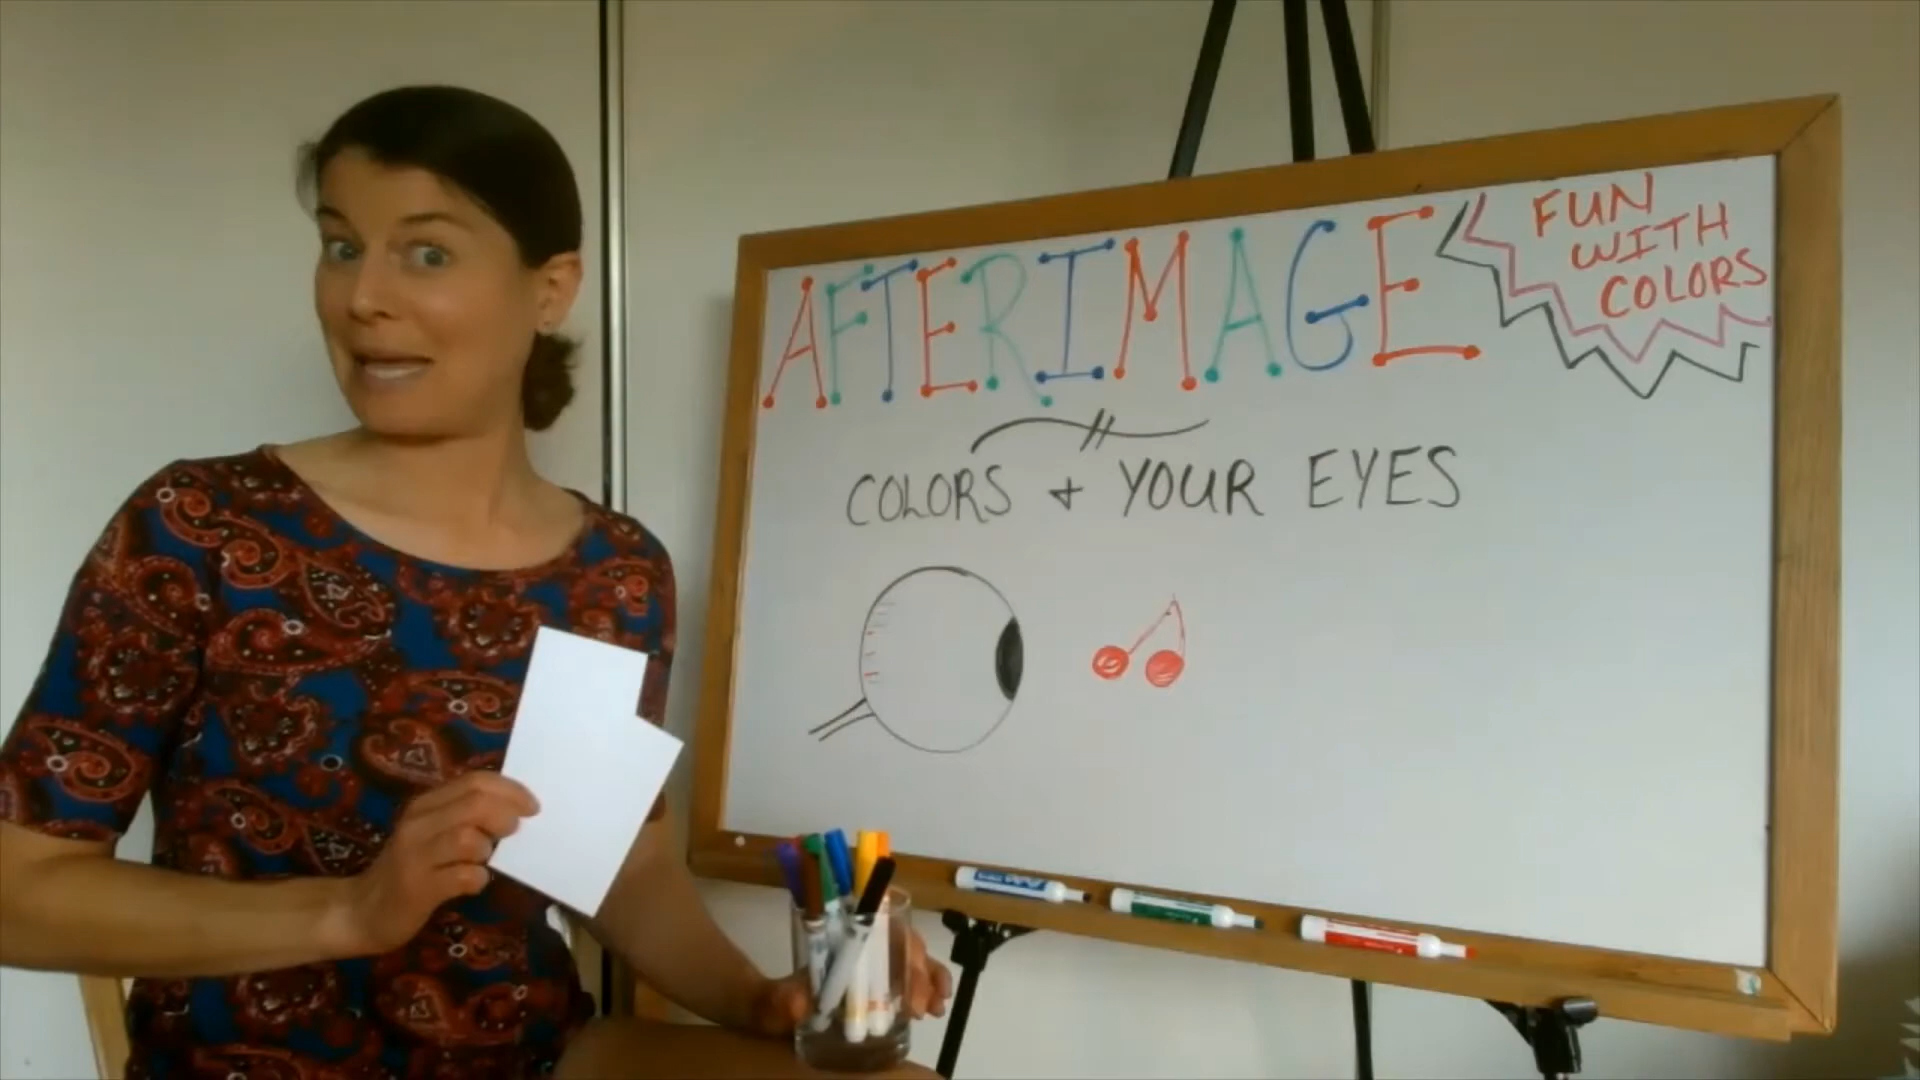 AFTERIMAGE
FUN
WITH
COLORS
COLORS + YOUR EYES